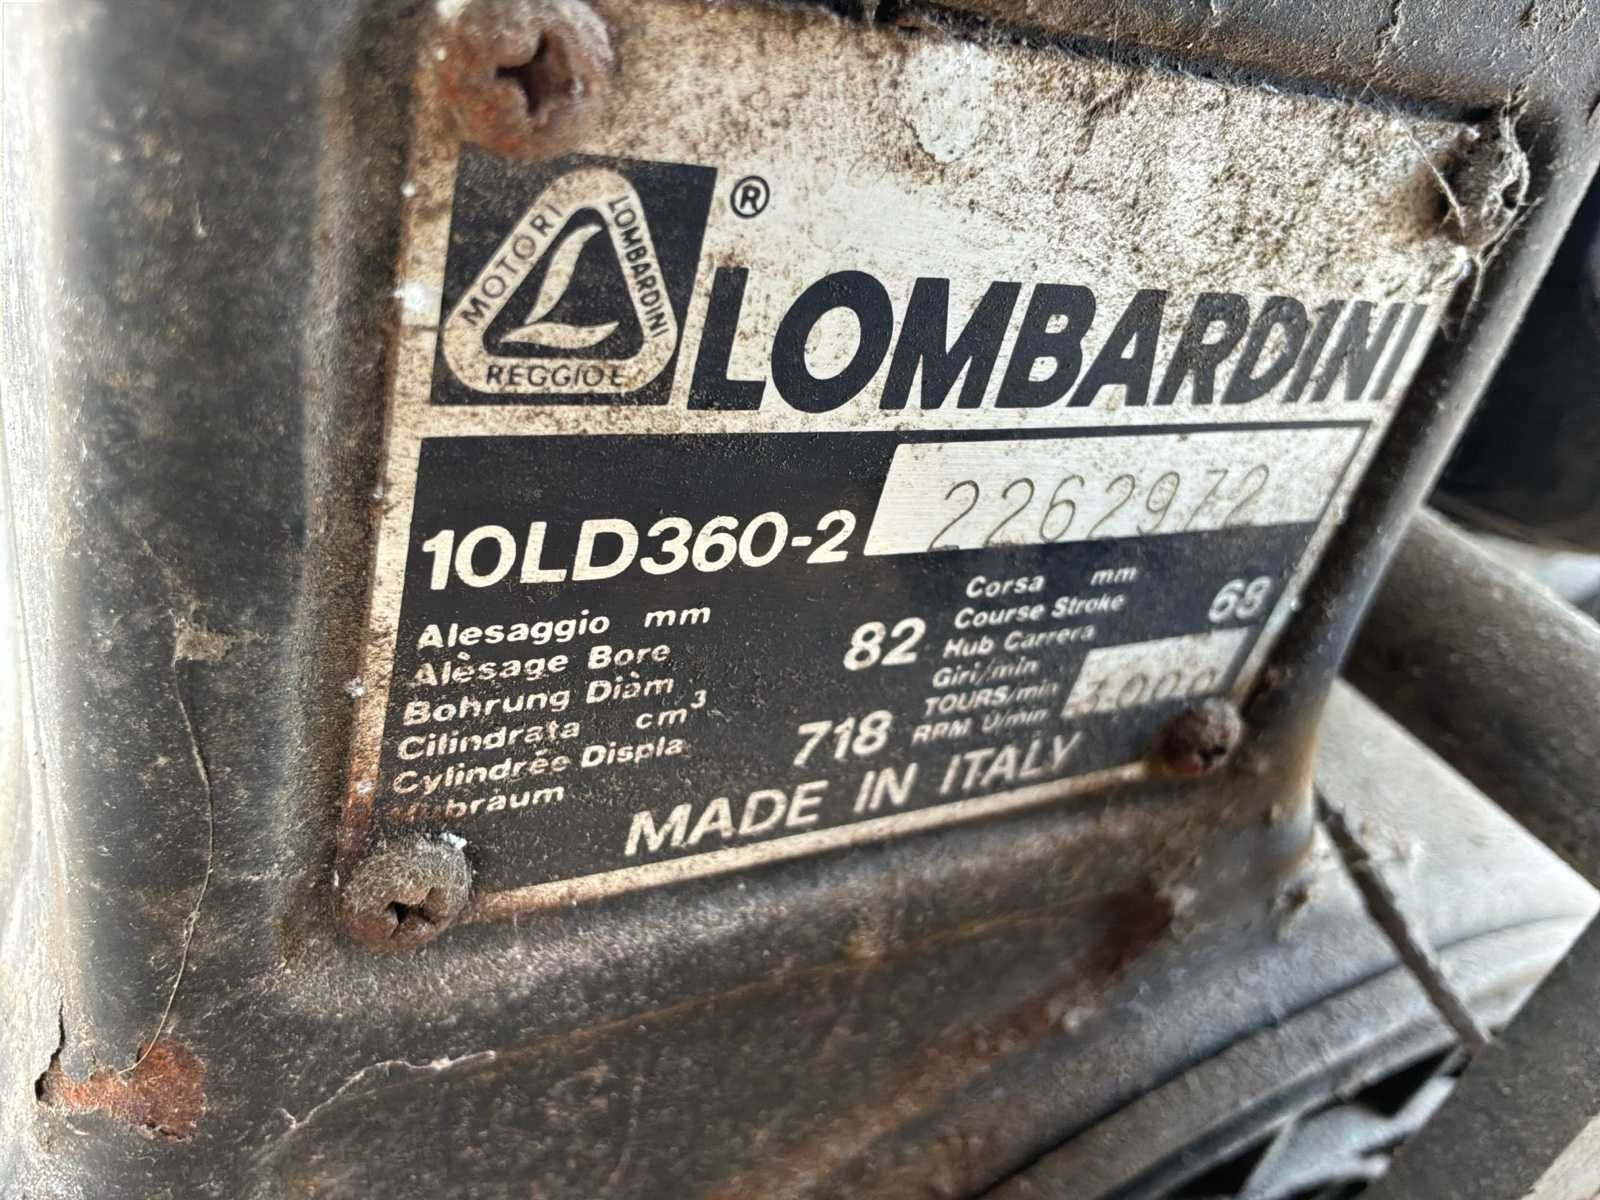 MOTORI LOMBARDINI
REGGIO E
®
LOMBARDINI
10LD360-2 2262972
Alesaggio mm
Alèsage Bore
Bohrung Diàm
82
Corsa mm
Course Stroke
Hub Carrera
68
Cilindrata cm³
Cylindrée Displa
718
Giri/min
TOURS/min
RPM U/min
MADE IN ITALY